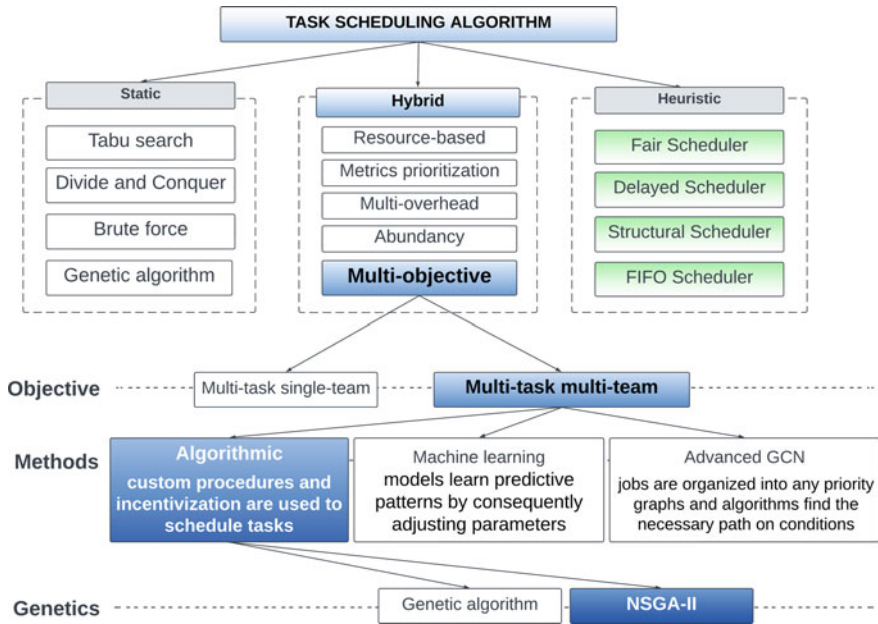 TASK SCHEDULING ALGORITHM
Static
Tabu search
Divide and Conquer
Brute force
Genetic algorithm
Hybrid
Resource-based
Metrics prioritization
Multi-overhead
Abundancy
Multi-objective
Heuristic
Fair Scheduler
Delayed Scheduler
Structural Scheduler
FIFO Scheduler
Objective
Multi-task single-team
Multi-task multi-team
Methods
Algorithmic
custom procedures and
incentivization are used to
schedule tasks
Machine learning
models learn predictive
patterns by consequently
adjusting parameters
Advanced GCN
jobs are organized into any priority
graphs and algorithms find the
necessary path on conditions
Genetics
Genetic algorithm
NSGA-II